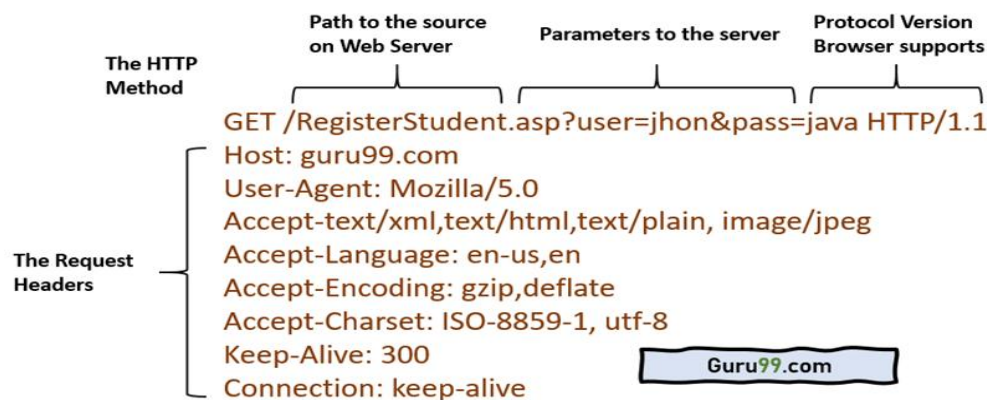 Path to the source
on Web Server
Parameters to the server
Protocol Version
Browser supports
The HTTP
Method
GET /RegisterStudent.asp?user=jhon&pass=java HTTP/1.1
Host: guru99.com
User-Agent: Mozilla/5.0
Accept-text/xml,text/html,text/plain, image/jpeg
Accept-Language: en-us,en
Accept-Encoding: gzip,deflate
Accept-Charset: ISO-8859-1, utf-8
Keep-Alive: 300
Connection: keep-alive
The Request
Headers
Guru99.com